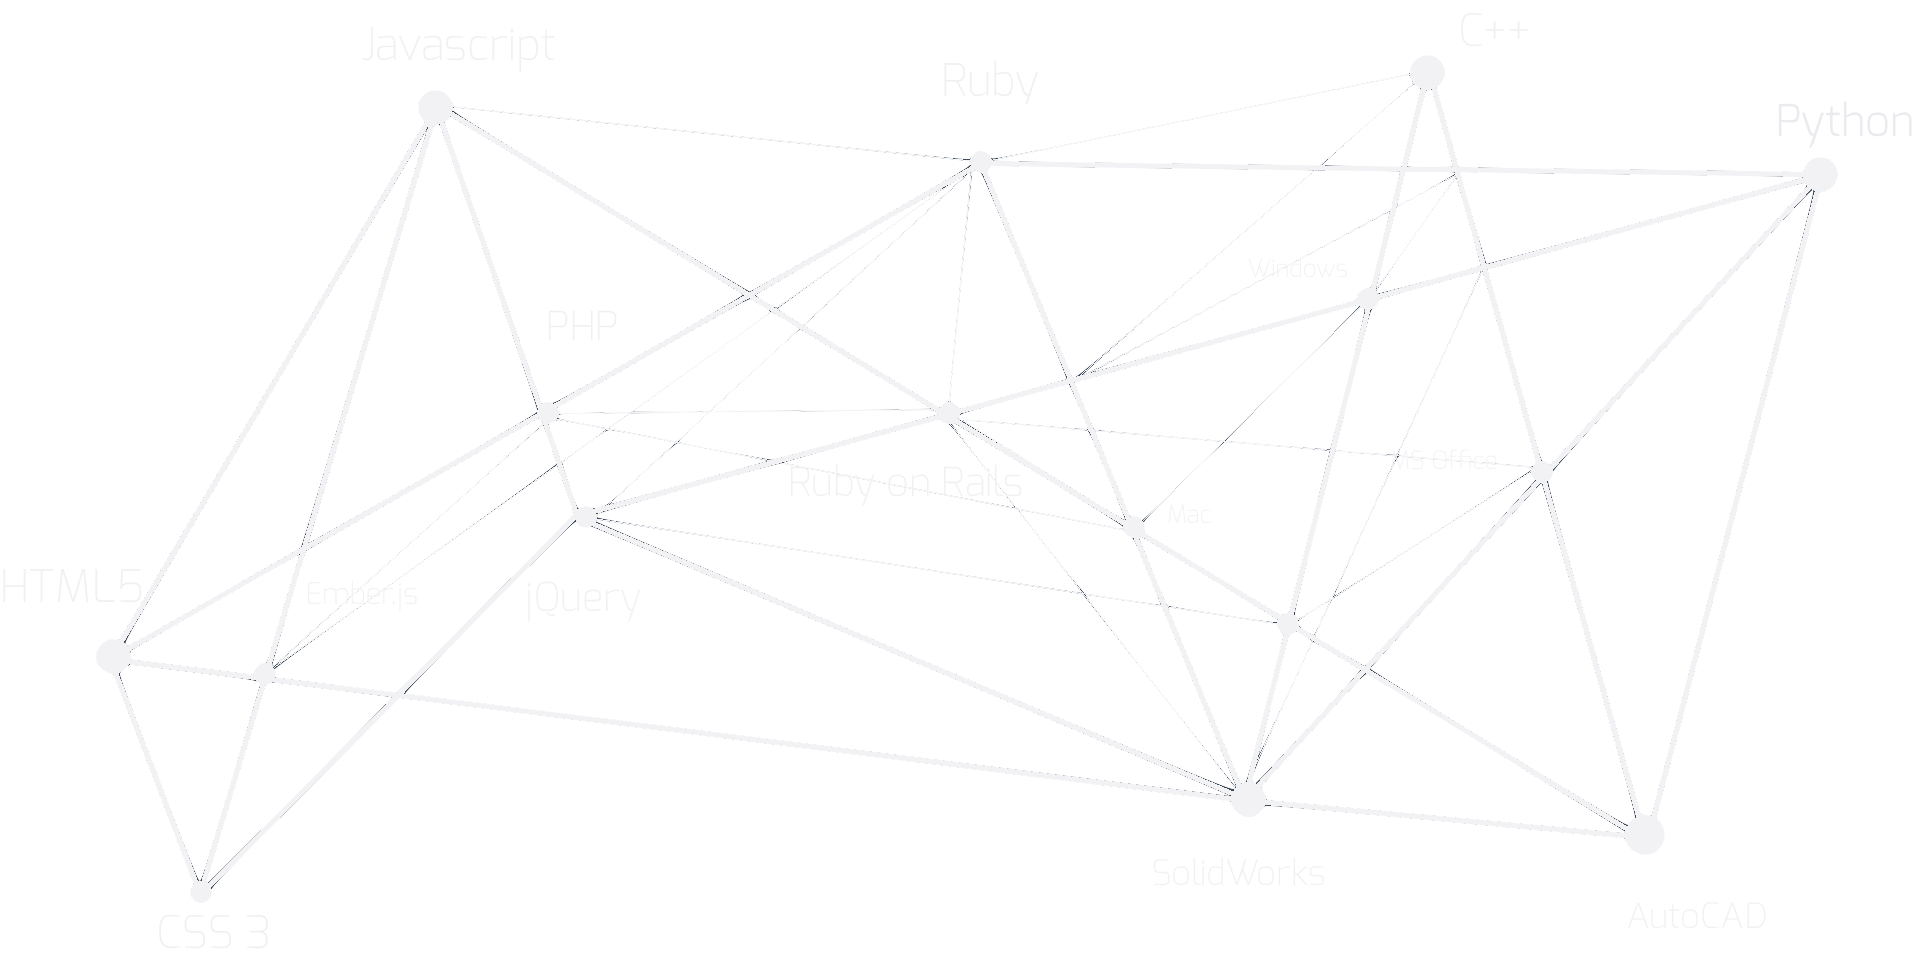 C++
Javascript
Ruby
Python
Windows
PHP
MS Office
Ruby on Rails
Mac
HTML5
Ember.js
jQuery
SolidWorks
AutoCAD
CSS 3